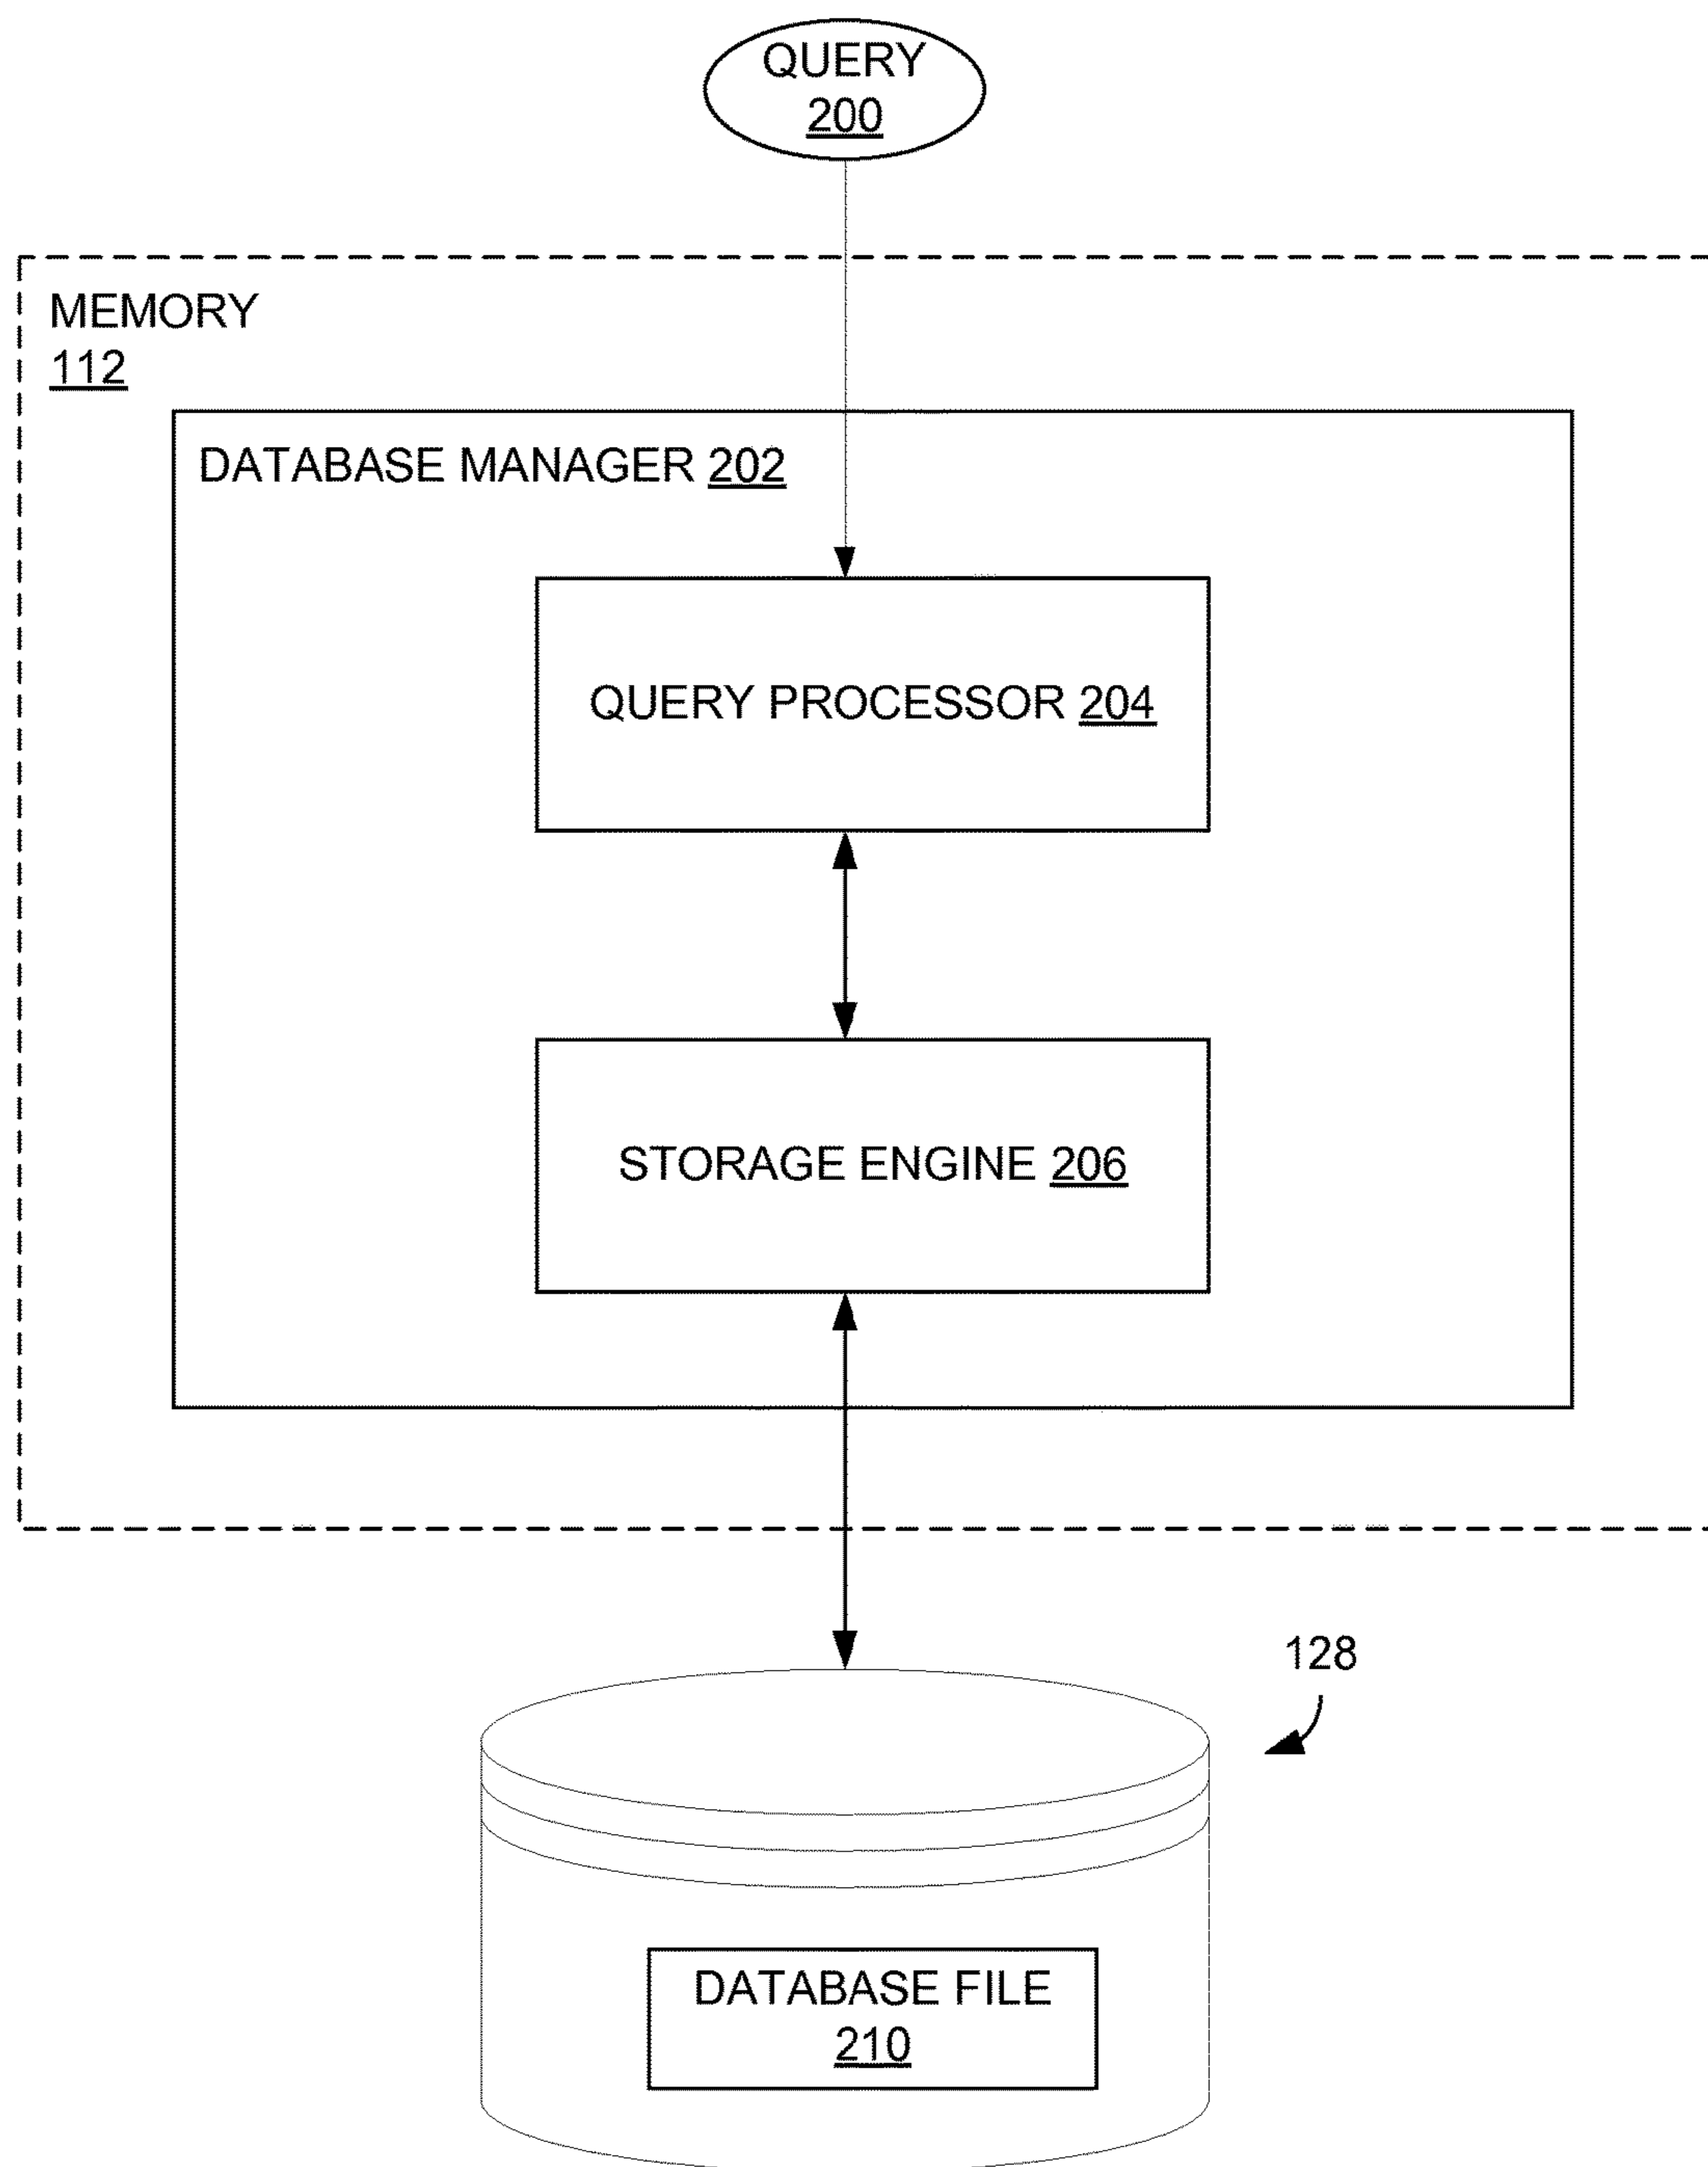 QUERY
200
MEMORY
112
DATABASE MANAGER 202
QUERY PROCESSOR 204
STORAGE ENGINE 206
128
DATABASE FILE
210